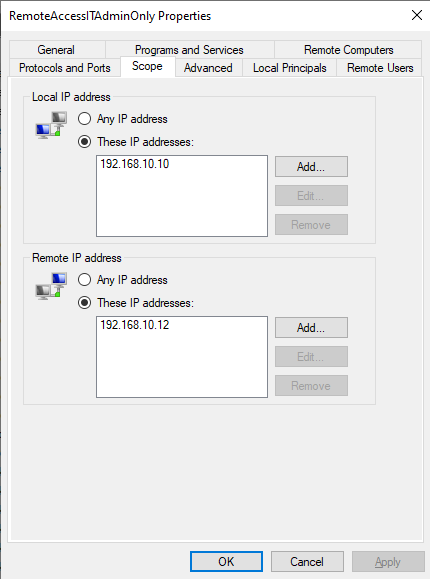 RemoteAccessITAdminOnly Properties
General Programs and Services Remote Computers
Protocols and Ports Scope Advanced Local Principals Remote Users
Local IP address
Any IP address
These IP addresses:
192.168.10.10
Add...
Edit...
Remove
Remote IP address
Any IP address
These IP addresses:
192.168.10.12
Add...
Edit...
Remove
OK Cancel Apply